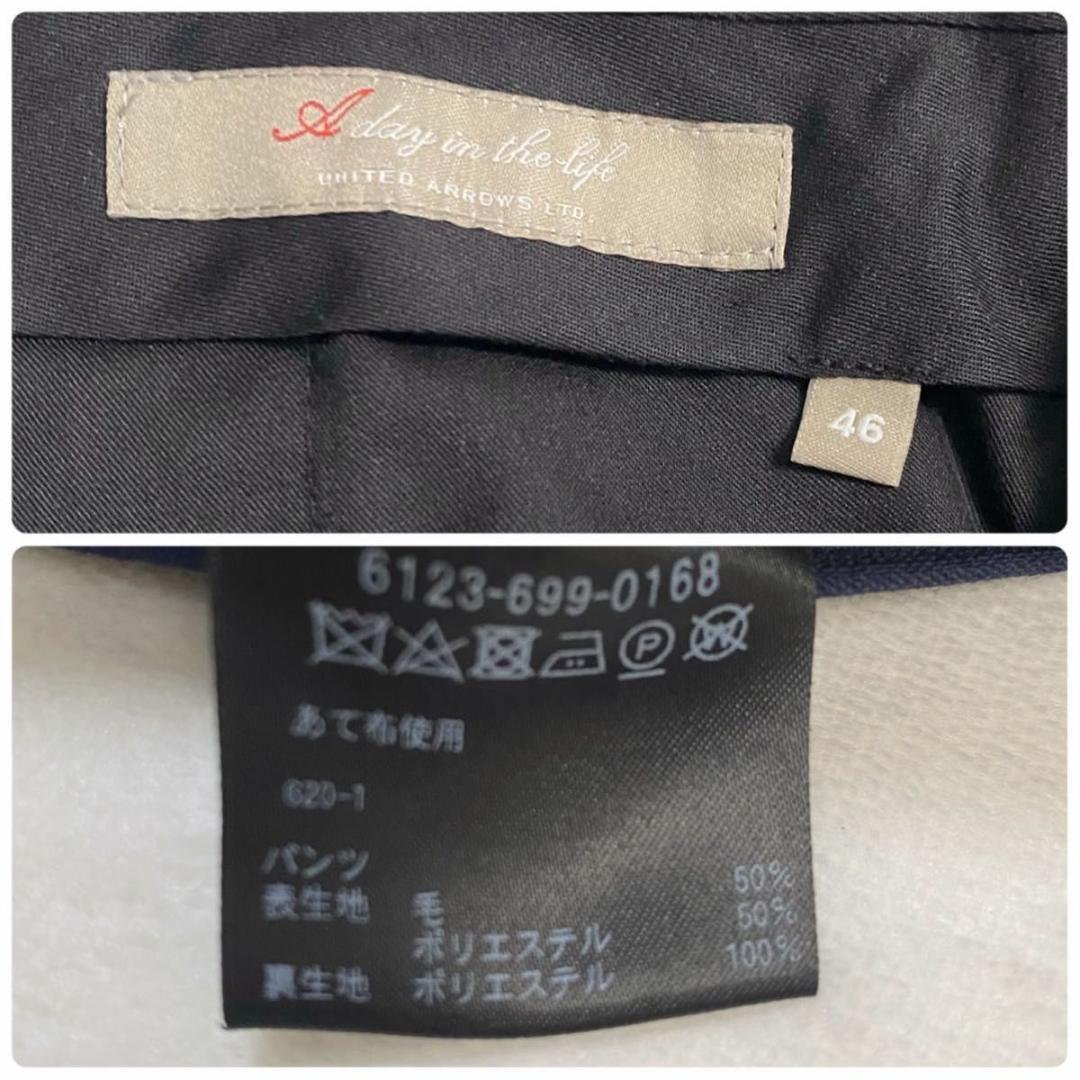 A day in the life
UNITED ARROWS LTD.
46
6123-699-0168
P
W
あて布使用
620-1
パンツ
表生地 毛 50%
ポリエステル 50%
裏生地 ポリエステル 100%